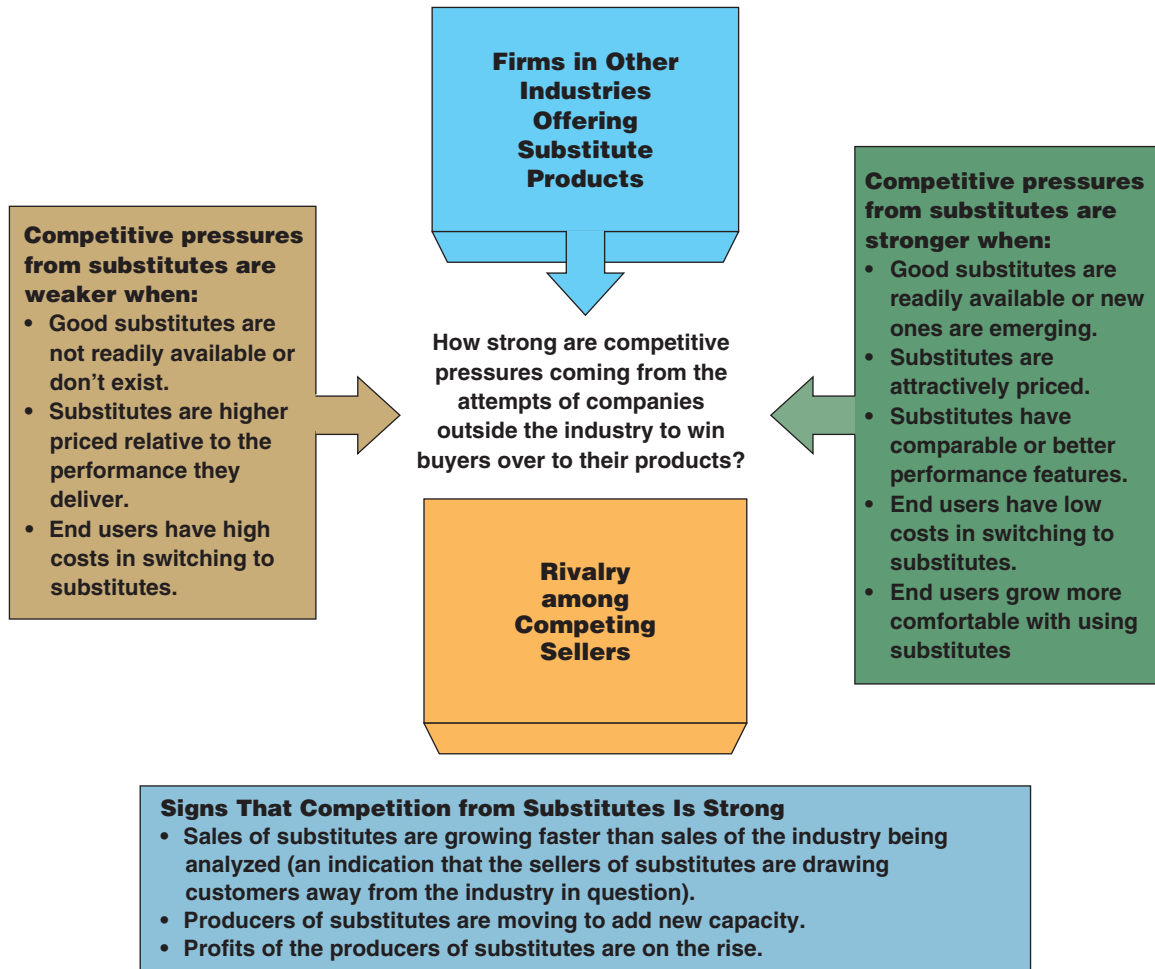 Firms in Other
Industries
Offering
Substitute
Products
Competitive pressures
from substitutes are
weaker when:
• Good substitutes are
not readily available or
don't exist.
• Substitutes are higher
priced relative to the
performance they
deliver.
• End users have high
costs in switching to
substitutes.
How strong are competitive
pressures coming from the
attempts of companies
outside the industry to win
buyers over to their products?
Competitive pressures
from substitutes are
stronger when:
• Good substitutes are
readily available or new
ones are emerging.
• Substitutes are
attractively priced.
• Substitutes have
comparable or better
performance features.
• End users have low
costs in switching to
substitutes.
• End users grow more
comfortable with using
substitutes
Rivalry
among
Competing
Sellers
Signs That Competition from Substitutes Is Strong
• Sales of substitutes are growing faster than sales of the industry being
analyzed (an indication that the sellers of substitutes are drawing
customers away from the industry in question).
• Producers of substitutes are moving to add new capacity.
• Profits of the producers of substitutes are on the rise.